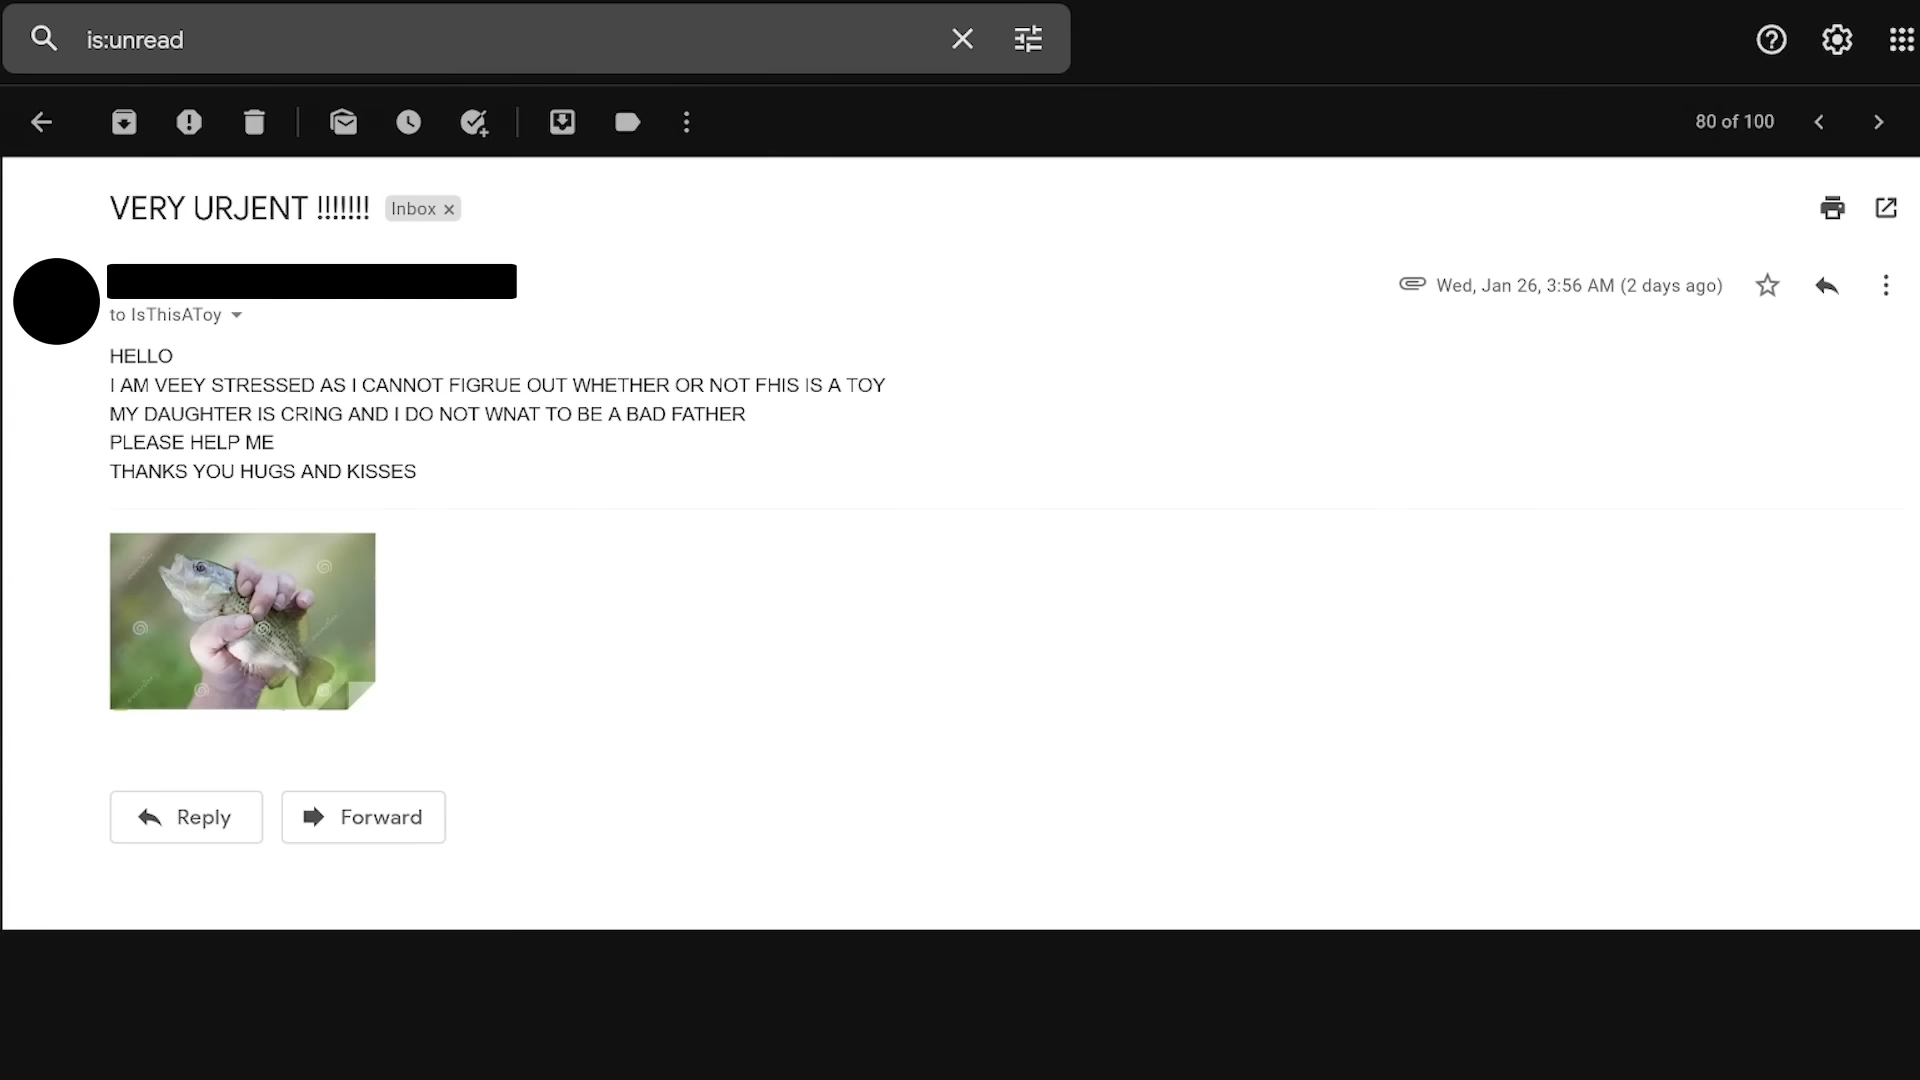 is:unread
80 of 100
VERY URJENT !!!!!!! Inbox x
Wed, Jan 26, 3:56 AM (2 days ago)
to IsThisAToy
HELLO
I AM VEEY STRESSED AS I CANNOT FIGRUE OUT WHETHER OR NOT FHIS IS A TOY
MY DAUGHTER IS CRING AND I DO NOT WNAT TO BE A BAD FATHER
PLEASE HELP ME
THANKS YOU HUGS AND KISSES
Reply Forward